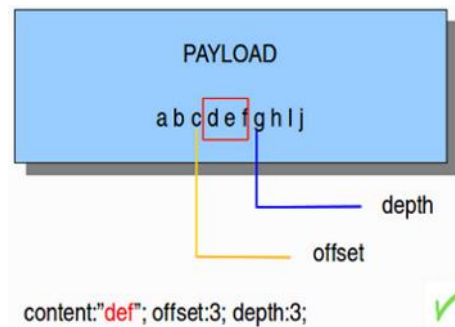 PAYLOAD
a b c d e f g h I j
depth
offset
content:”def”; offset:3; depth:3;